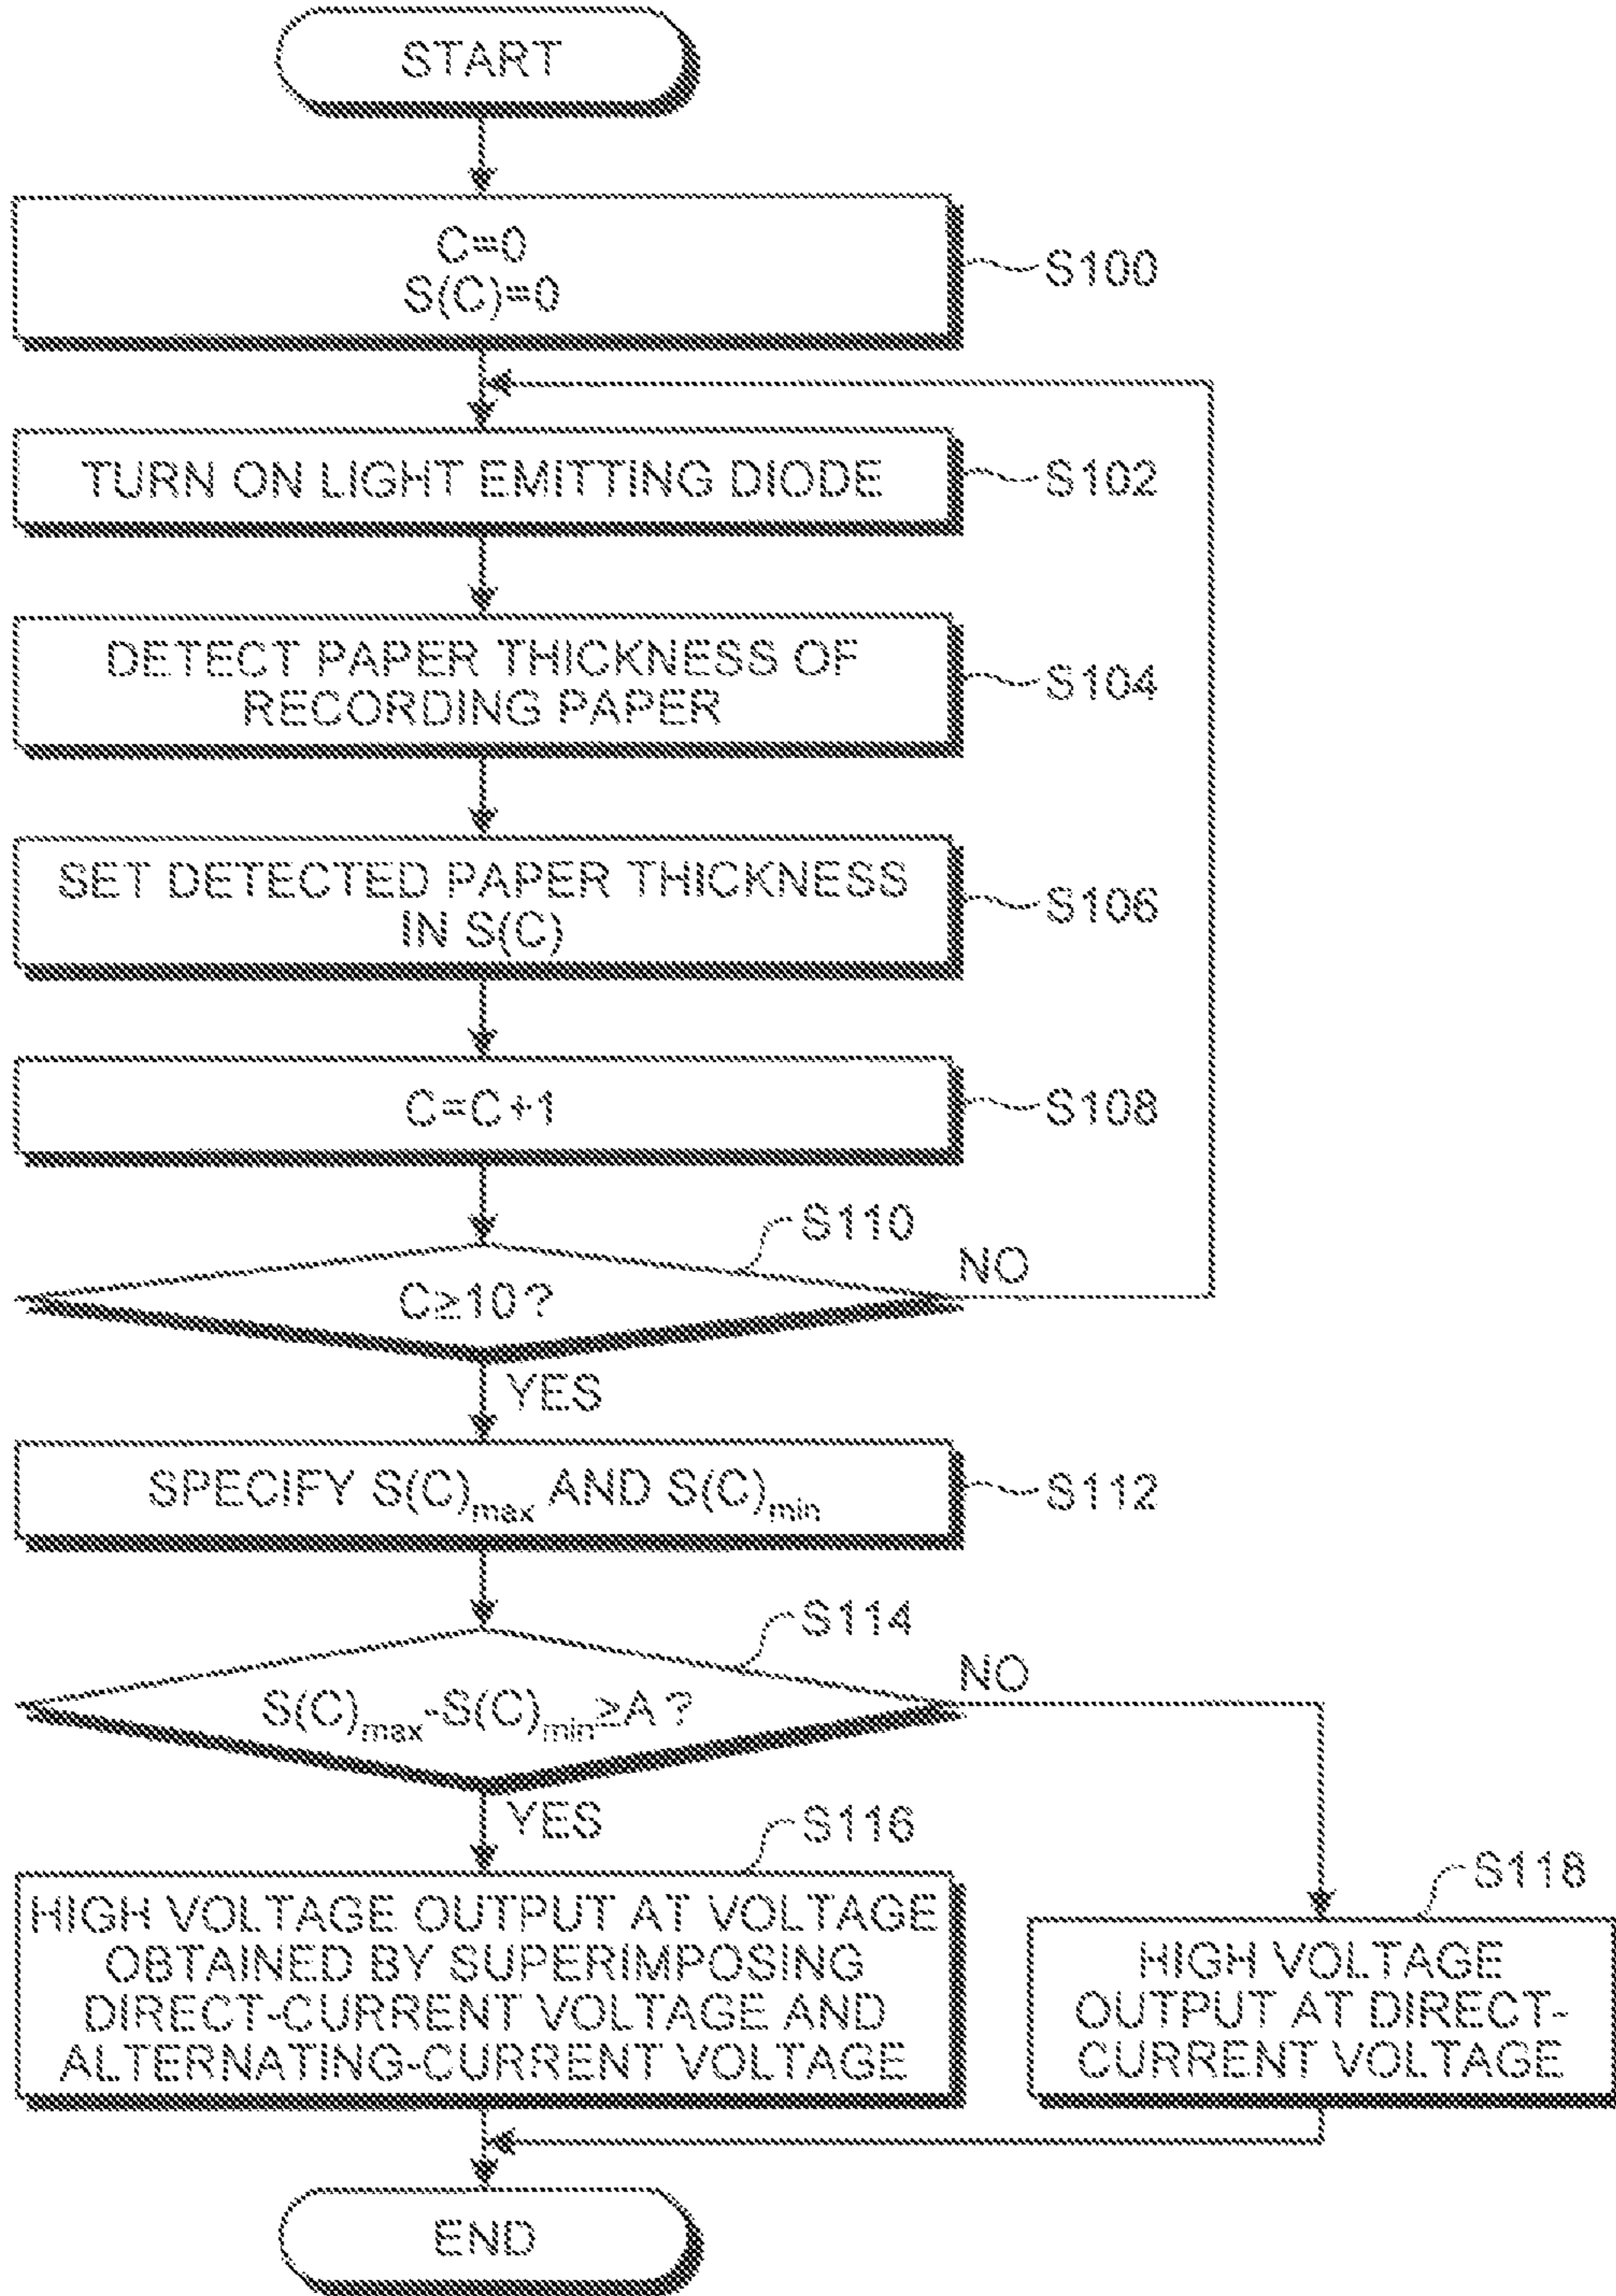 START
C=0
S(C)=0
S100
TURN ON LIGHT EMITTING DIODE
S102
DETECT PAPER THICKNESS OF
RECORDING PAPER
S104
SET DETECTED PAPER THICKNESS
IN S(C)
S106
C=C+1
S108
S110
C≥10?
NO
YES
SPECIFY S(C)max AND S(C)min
S112
S114
S(C)max-S(C)min≥A?
NO
YES
S116
HIGH VOLTAGE OUTPUT AT VOLTAGE
OBTAINED BY SUPERIMPOSING
DIRECT-CURRENT VOLTAGE AND
ALTERNATING-CURRENT VOLTAGE
S118
HIGH VOLTAGE
OUTPUT AT DIRECT-
CURRENT VOLTAGE
END